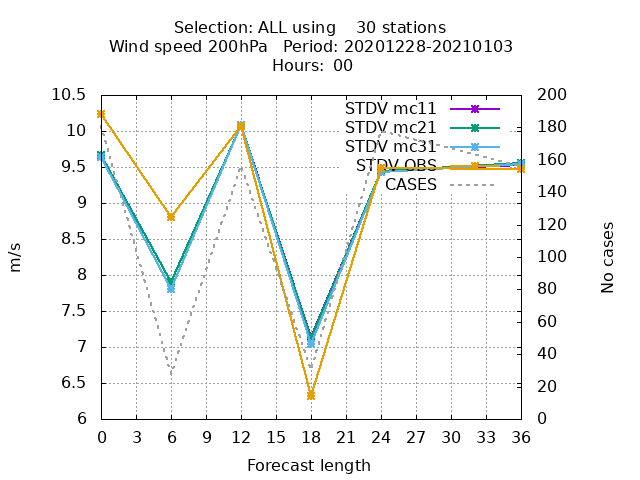 Selection: ALL using 30 stations
Wind speed 200hPa Period: 20201228-20210103
Hours: 00
STDV mc11
STDV mc21
STDV mc31
STDV OBS
CASES
10.5
10
9.5
9
8.5
8
7.5
7
6.5
6
m/s
200
180
160
140
120
100
80
60
40
20
0
No cases
0 3 6 9 12 15 18 21 24 27 30 33 36
Forecast length